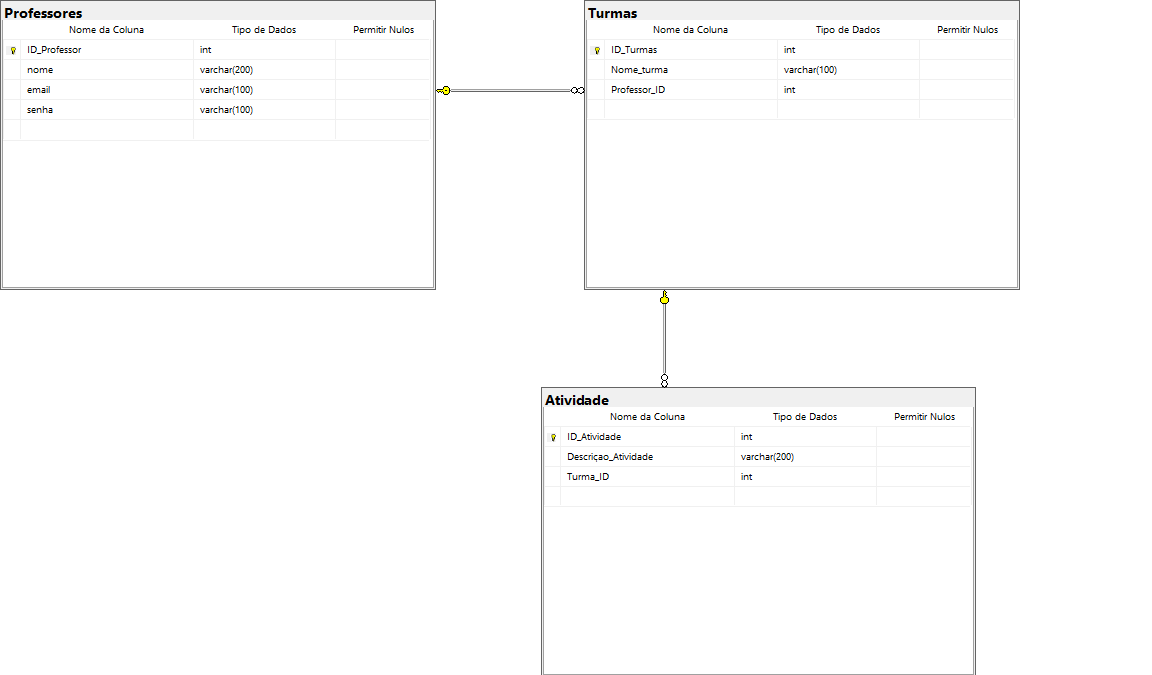 Professores
Nome da Coluna Tipo de Dados Permitir Nulos
ID_Professor int
nome varchar(200)
email varchar(100)
senha varchar(100)
Turmas
Nome da Coluna Tipo de Dados Permitir Nulos
ID_Turmas int
Nome_turma varchar(100)
Professor_ID int
Atividade
Nome da Coluna Tipo de Dados Permitir Nulos
ID_Atividade int
Descriçao_Atividade varchar(200)
Turma_ID int